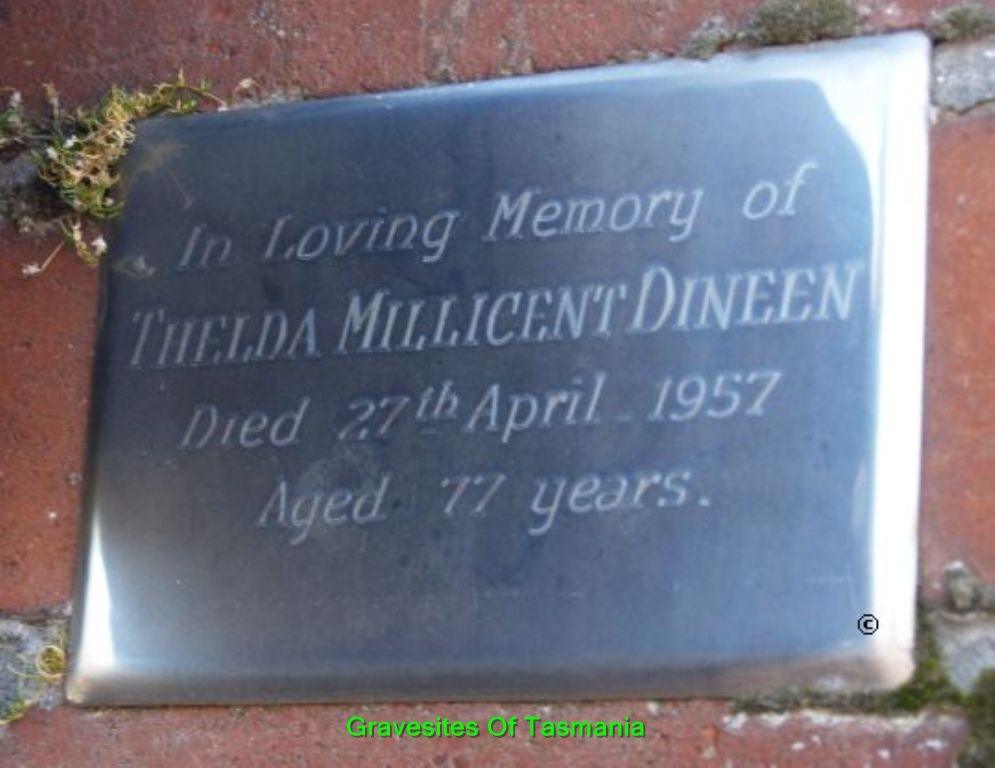 In Loving Memory of
THELDA MILLICENT DINEEN
Died 27th April 1957
Aged 77 years.
©
Gravesites Of Tasmania